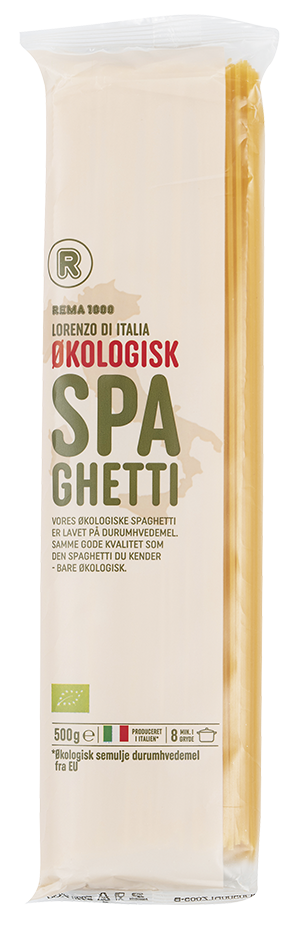 R
REMA 1000
LORENZO DI ITALIA
ØKOLOGISK
SPA
GHETTI
VORES ØKOLOGISKE SPAGHETTI
ER LAVET PÅ DURUMHVEDEMEL.
SAMME GODE KVALITET SOM
DEN SPAGHETTI DU KENDER
- BARE ØKOLOGISK.
500g e PRODUCERET 8 MIN. I
I ITALIEN* GRYDE
*Økologisk semulje durumhvedemel
fra EU